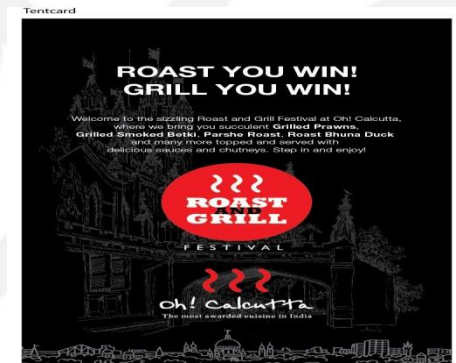 Tentcard
ROAST YOU WIN!
GRILL YOU WIN!
Welcome to the sizzling Roast and Grill Festival at Oh! Calcutta,
where we bring you succulent Grilled Prawns,
Grilled Smoked Betki, Parshe Roast, Roast Bhuna Duck
and many more topped and served with
delicious sauces and chutneys. Step in and enjoy!
ROAST
AND
GRILL
FESTIVAL
Oh! Calcutta
The most awarded cuisine in India